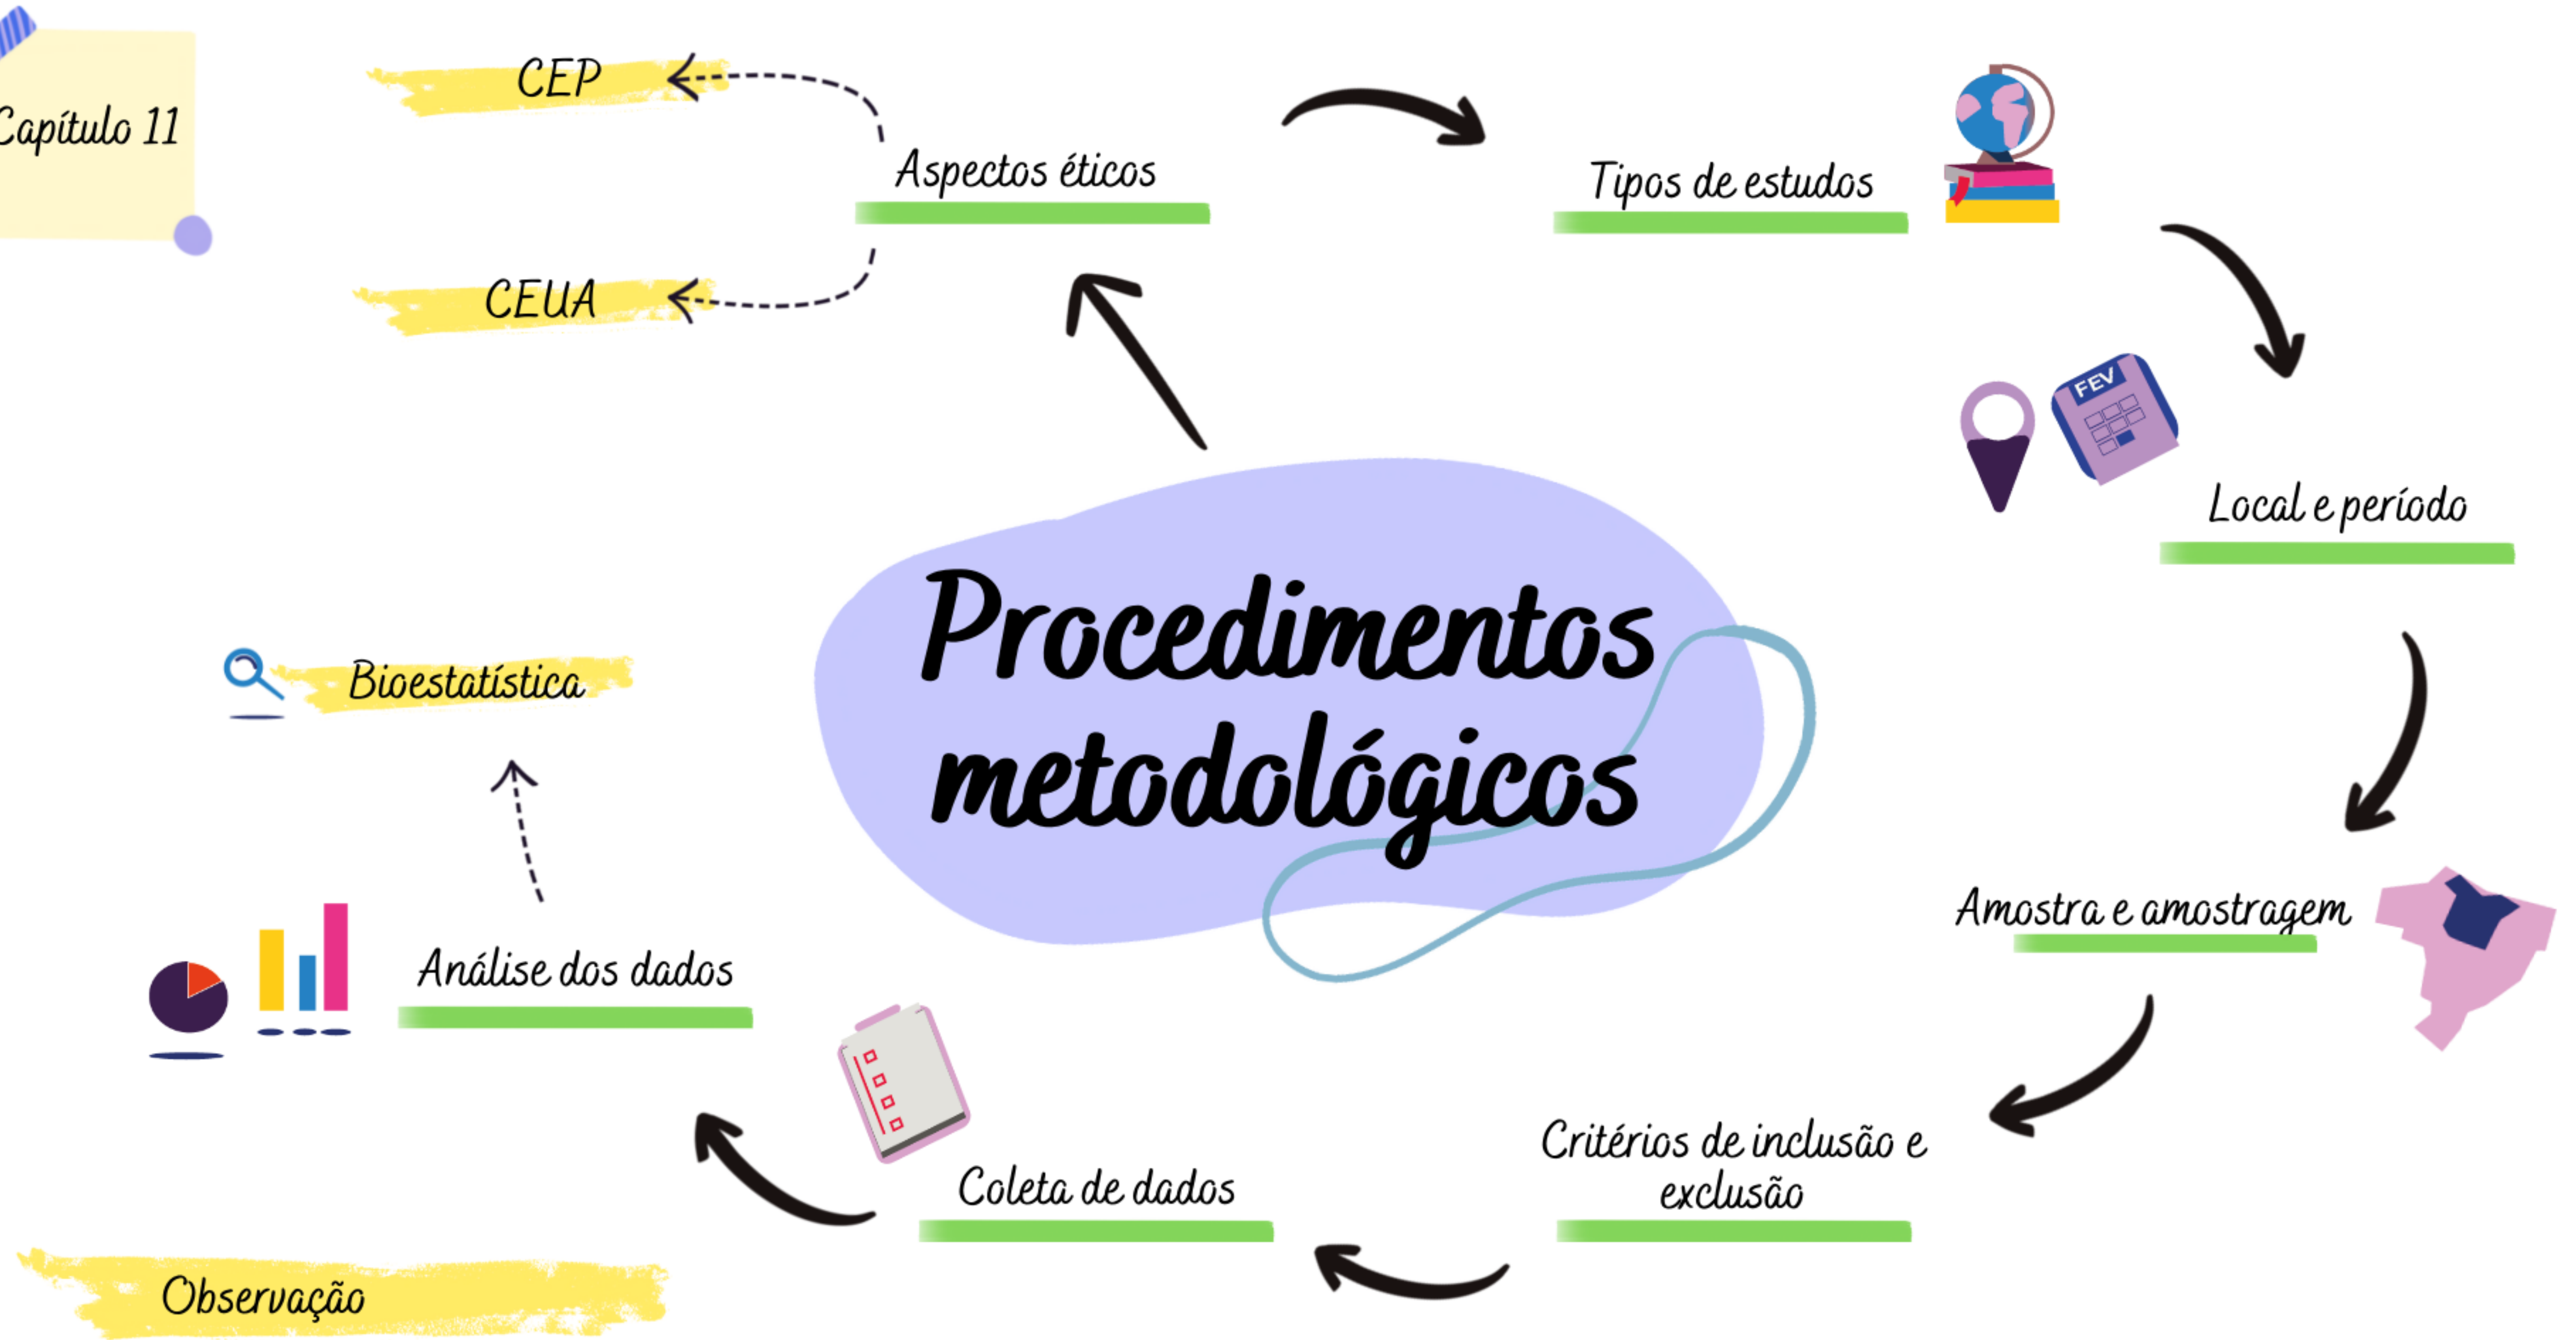 Capítulo 11
CEP
CEUA
Aspectos éticos
Tipos de estudos
FEV
Local e período
Procedimentos
metodológicos
Bioestatística
Amostra e amostragem
Análise dos dados
Critérios de inclusão e
exclusão
Coleta de dados
Observação